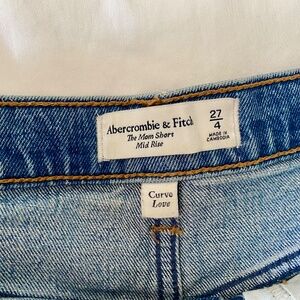 Abercrombie & Fitch
The Mom Short
Mid Rise
27
4
MADE IN
CAMBODIA
Curve
Love